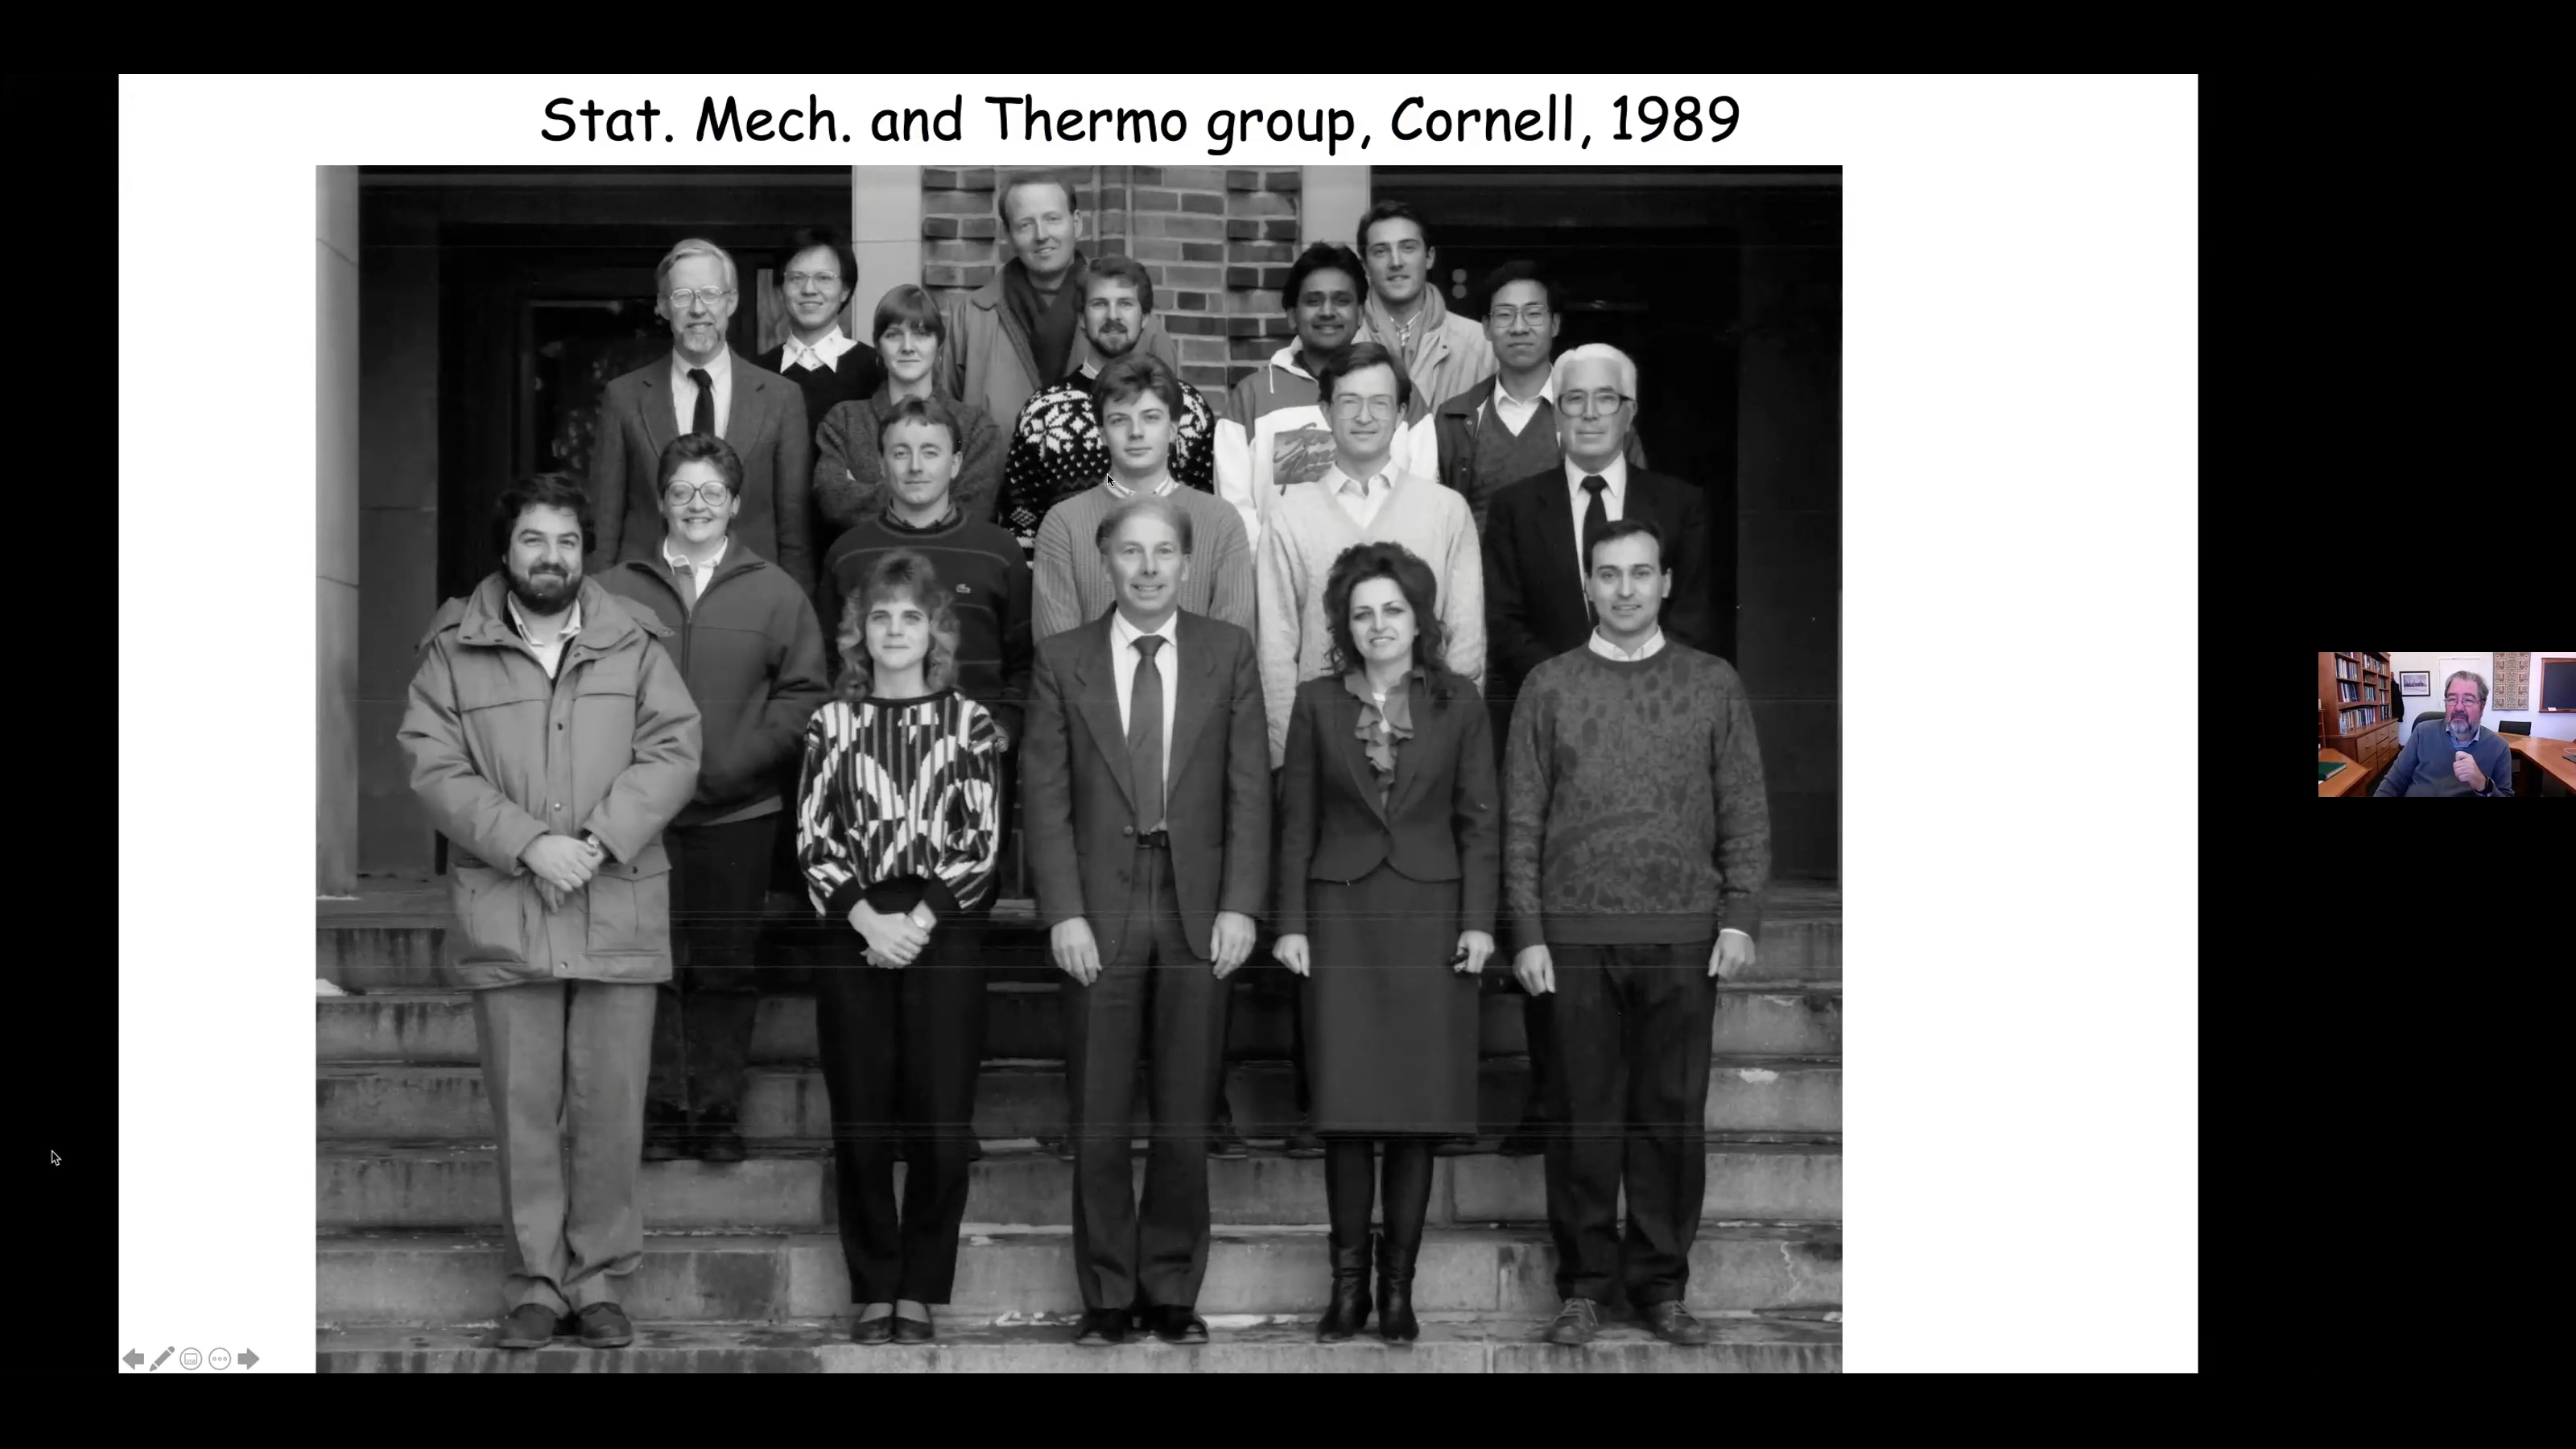 Stat. Mech. and Thermo group, Cornell, 1989